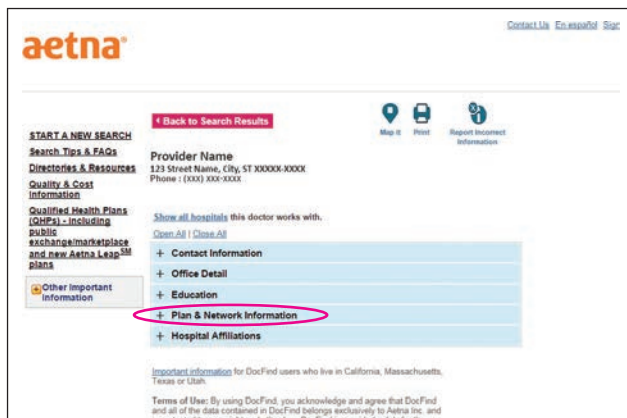 Contact Us En español Sign
aetna®
Back to Search Results
Map It Print Report Incorrect
Information
START A NEW SEARCH
Search Tips & FAQs
Directories & Resources
Quality & Cost
Information
Qualified Health Plans
(QHPs) - Including
public
exchange/marketplace
and new Aetna Leap℠
plans
Other Important
Information
Provider Name
123 Street Name, City, ST XXXXX-XXXX
Phone : (XXX) XXX-XXXX
Show all hospitals this doctor works with.
Open All | Close All
+ Contact Information
+ Office Detail
+ Education
+ Plan & Network Information
+ Hospital Affiliations
Important information for DocFind users who live in California, Massachusetts,
Texas or Utah.
Terms of Use: By using DocFind, you acknowledge and agree that DocFind
and all of the data contained in DocFind belongs exclusively to Aetna Inc. and